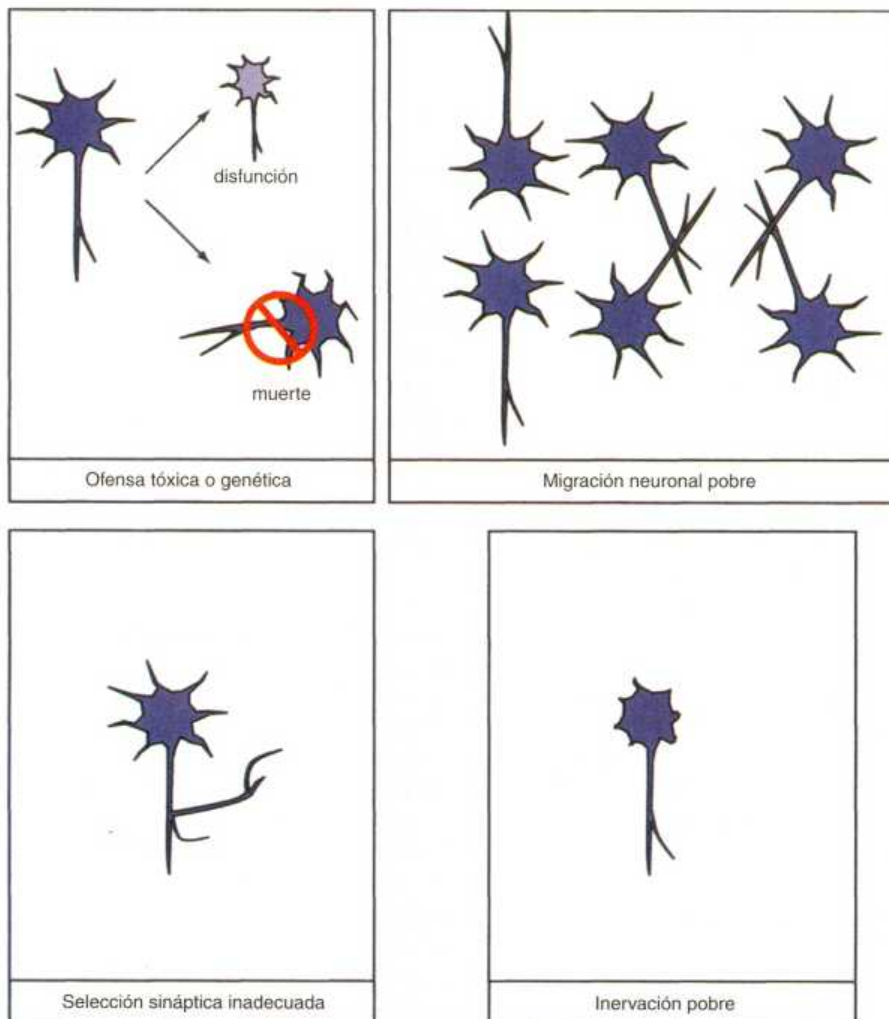 disfunción
muerte
Ofensa tóxica o genética
Migración neuronal pobre
Selección sináptica inadecuada
Inervación pobre